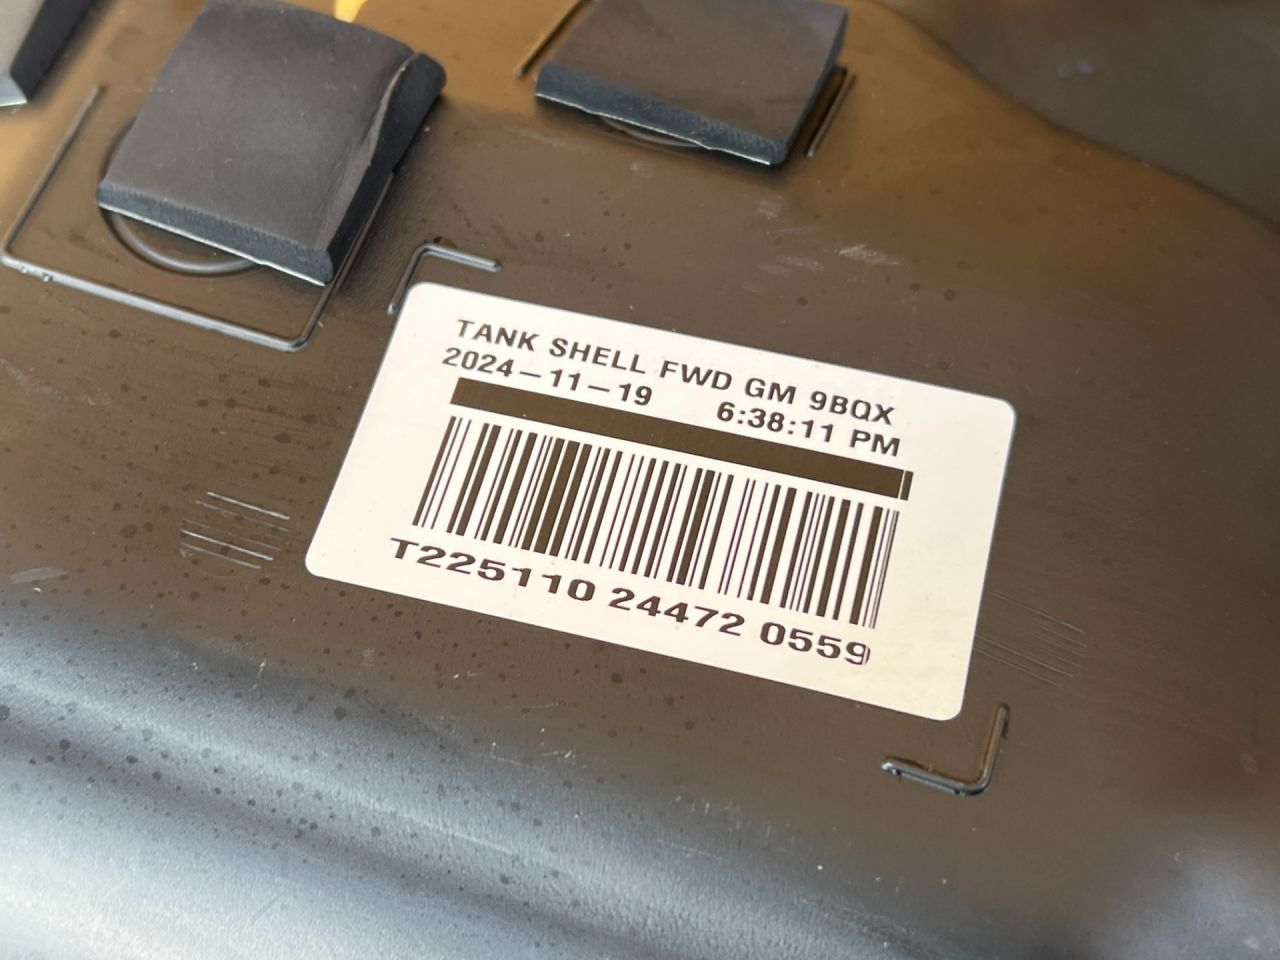 TANK SHELL FWD GM 9BQX
2024-11-19 6:38:11 PM
T225110 24472 0559